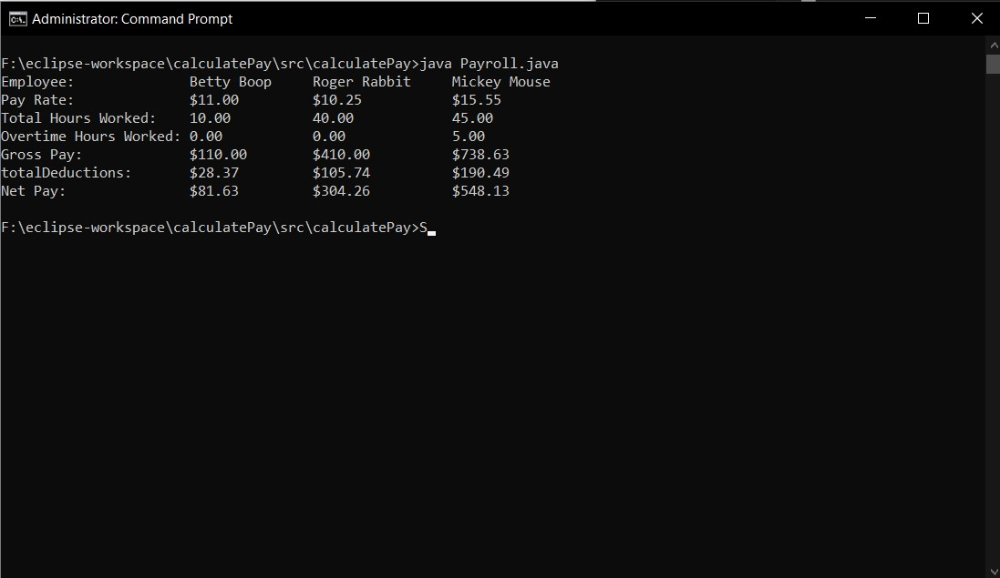 Administrator: Command Prompt
F:\eclipse-workspace\calculatePay\src\calculatePay>java Payroll.java
Employee:              Betty Boop     Roger Rabbit     Mickey Mouse
Pay Rate:              $11.00         $10.25           $15.55
Total Hours Worked:    10.00          40.00            45.00
Overtime Hours Worked: 0.00           0.00             5.00
Gross Pay:             $110.00        $410.00          $738.63
totalDeductions:       $28.37         $105.74          $190.49
Net Pay:               $81.63         $304.26          $548.13
F:\eclipse-workspace\calculatePay\src\calculatePay>S